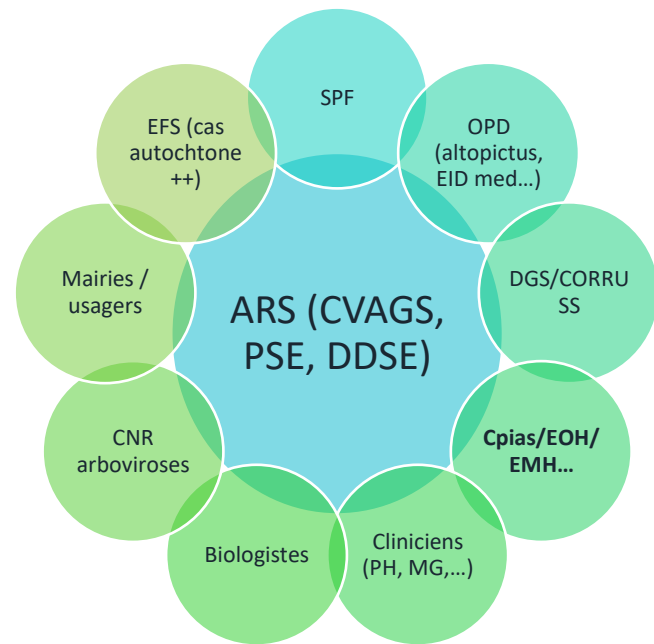 SPF
OPD
(altopictus,
EID med…)
DGS/CORRU
SS
Cpias/EOH/
EMH…
Cliniciens
(PH, MG,…)
Biologistes
CNR
arboviroses
Mairies /
usagers
EFS (cas
autochtone
++)
ARS (CVAGS,
PSE, DDSE)